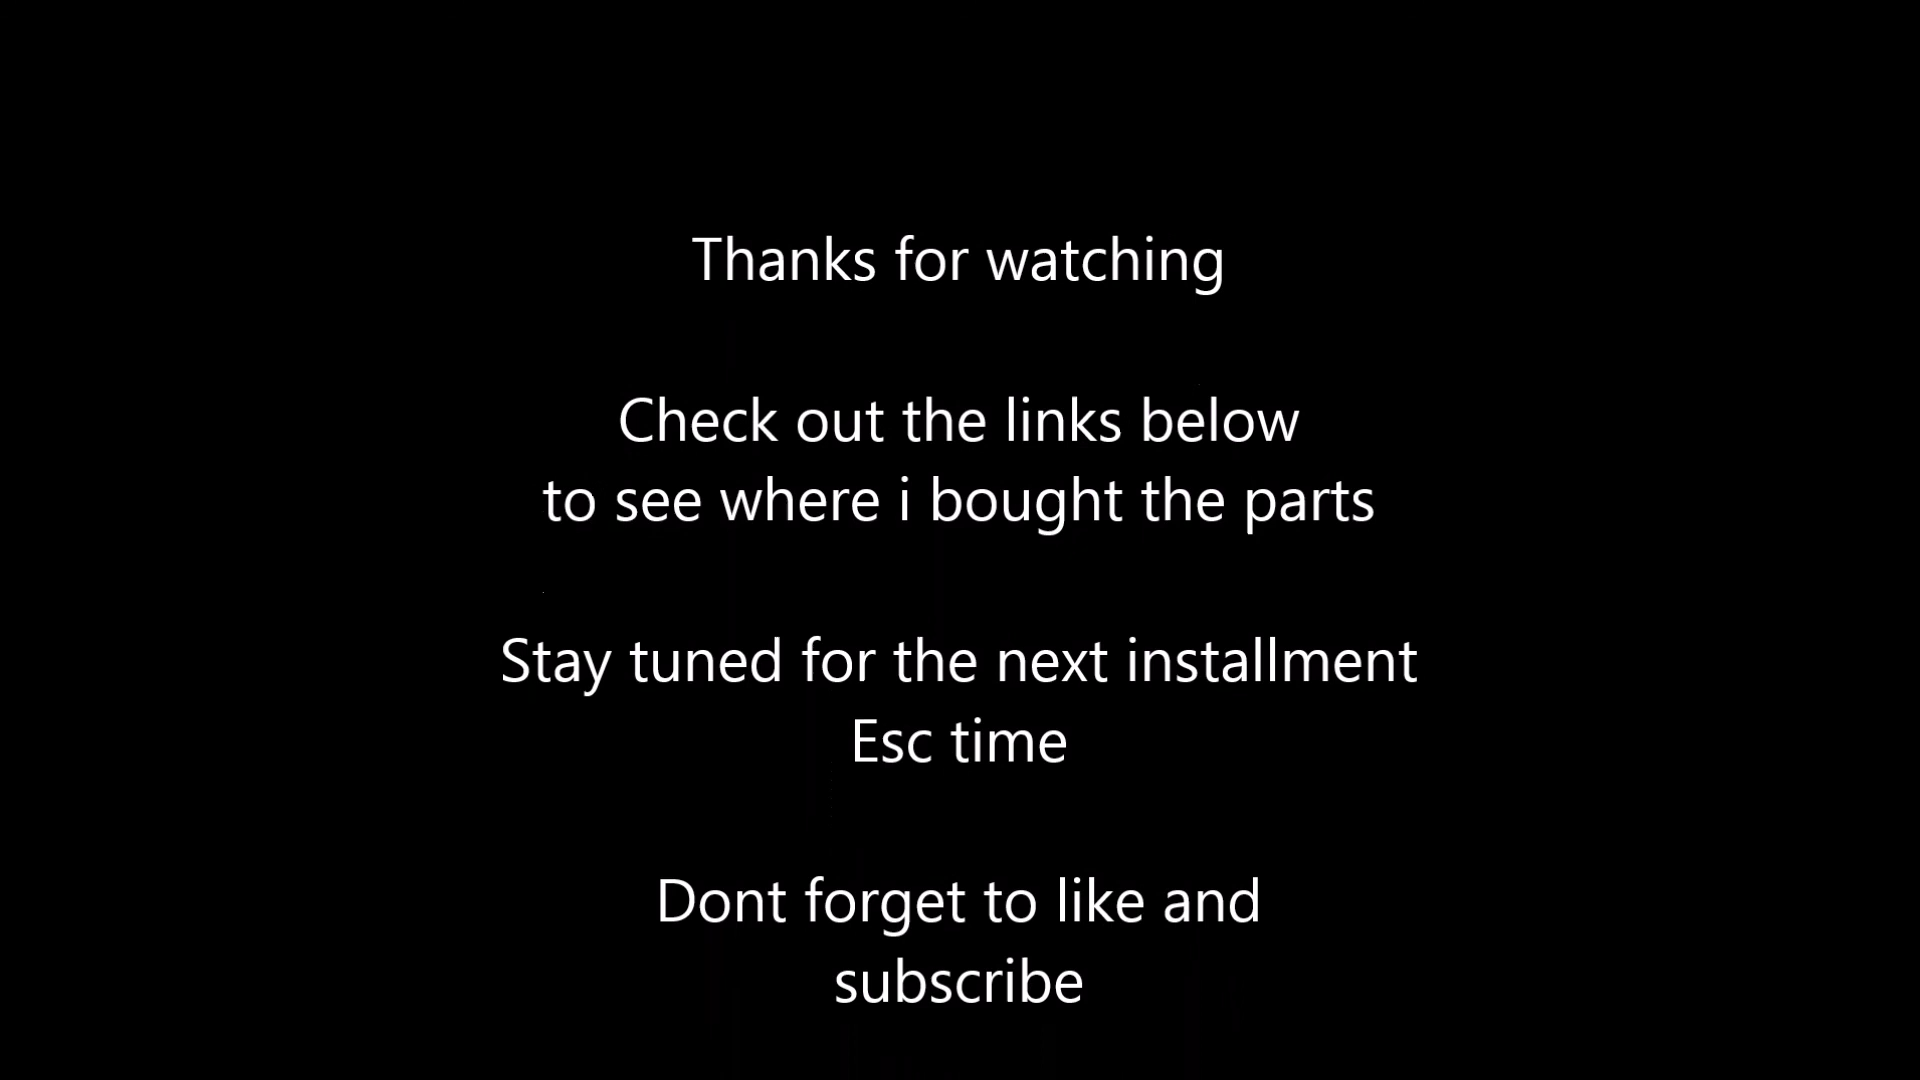 Thanks for watching
Check out the links below
to see where i bought the parts
Stay tuned for the next installment
Esc time
Dont forget to like and
subscribe